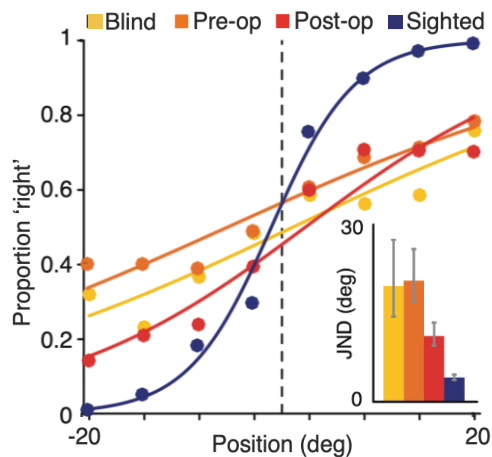 Blind Pre-op Post-op Sighted
1
0.8
0.6
0.4
0.2
0
Proportion 'right'
-20
20
Position (deg)
30
0
JND (deg)